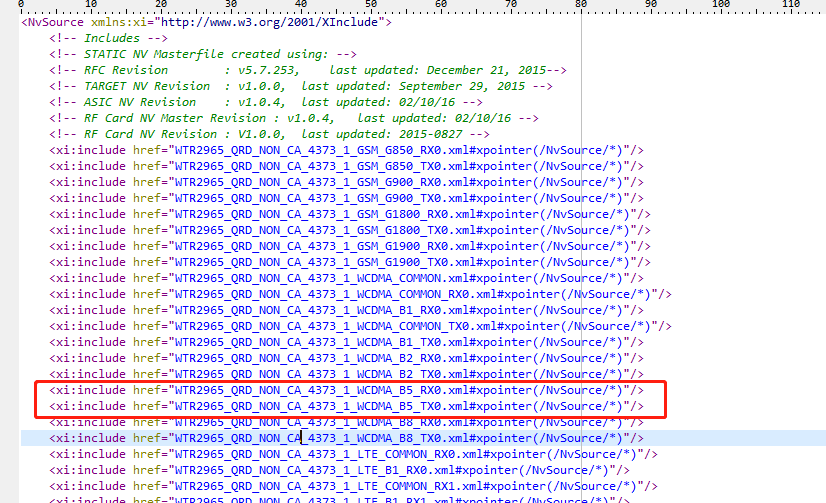 0 10 20 30 40 50 60 70 80 90 100 110
<NvSource xmlns:xi="http://www.w3.org/2001/XInclude">
<!-- Includes -->
<!-- STATIC NV Masterfile created using: -->
<!-- RFC Revision : v5.7.253, last updated: December 21, 2015-->
<!-- TARGET NV Revision : v1.0.0, last updated: September 29, 2015 -->
<!-- ASIC NV Revision : v1.0.4, last updated: 02/10/16 -->
<!-- RF Card NV Master Revision : v1.0.4, last updated: 02/10/16 -->
<!-- RF Card NV Revision : V1.0.0, last updated: 2015-0827 -->
<xi:include href="WTR2965_QRD_NON_CA_4373_1_GSM_G850_RX0.xml#xpointer(/NvSource/*)"/>
<xi:include href="WTR2965_QRD_NON_CA_4373_1_GSM_G850_TX0.xml#xpointer(/NvSource/*)"/>
<xi:include href="WTR2965_QRD_NON_CA_4373_1_GSM_G900_RX0.xml#xpointer(/NvSource/*)"/>
<xi:include href="WTR2965_QRD_NON_CA_4373_1_GSM_G900_TX0.xml#xpointer(/NvSource/*)"/>
<xi:include href="WTR2965_QRD_NON_CA_4373_1_GSM_G1800_RX0.xml#xpointer(/NvSource/*)"/>
<xi:include href="WTR2965_QRD_NON_CA_4373_1_GSM_G1800_TX0.xml#xpointer(/NvSource/*)"/>
<xi:include href="WTR2965_QRD_NON_CA_4373_1_GSM_G1900_RX0.xml#xpointer(/NvSource/*)"/>
<xi:include href="WTR2965_QRD_NON_CA_4373_1_GSM_G1900_TX0.xml#xpointer(/NvSource/*)"/>
<xi:include href="WTR2965_QRD_NON_CA_4373_1_WCDMA_COMMON.xml#xpointer(/NvSource/*)"/>
<xi:include href="WTR2965_QRD_NON_CA_4373_1_WCDMA_COMMON_RX0.xml#xpointer(/NvSource/*)"/>
<xi:include href="WTR2965_QRD_NON_CA_4373_1_WCDMA_B1_RX0.xml#xpointer(/NvSource/*)"/>
<xi:include href="WTR2965_QRD_NON_CA_4373_1_WCDMA_COMMON_TX0.xml#xpointer(/NvSource/*)"/>
<xi:include href="WTR2965_QRD_NON_CA_4373_1_WCDMA_B1_TX0.xml#xpointer(/NvSource/*)"/>
<xi:include href="WTR2965_QRD_NON_CA_4373_1_WCDMA_B2_RX0.xml#xpointer(/NvSource/*)"/>
<xi:include href="WTR2965_QRD_NON_CA_4373_1_WCDMA_B2_TX0.xml#xpointer(/NvSource/*)"/>
<xi:include href="WTR2965_QRD_NON_CA_4373_1_WCDMA_B5_RX0.xml#xpointer(/NvSource/*)"/>
<xi:include href="WTR2965_QRD_NON_CA_4373_1_WCDMA_B5_TX0.xml#xpointer(/NvSource/*)"/>
<xi:include href="WTR2965_QRD_NON_CA_4373_1_WCDMA_B8_RX0.xml#xpointer(/NvSource/*)"/>
<xi:include href="WTR2965_QRD_NON_CA_4373_1_WCDMA_B8_TX0.xml#xpointer(/NvSource/*)"/>
<xi:include href="WTR2965_QRD_NON_CA_4373_1_LTE_COMMON_RX0.xml#xpointer(/NvSource/*)"/>
<xi:include href="WTR2965_QRD_NON_CA_4373_1_LTE_B1_RX0.xml#xpointer(/NvSource/*)"/>
<xi:include href="WTR2965_QRD_NON_CA_4373_1_LTE_COMMON_RX1.xml#xpointer(/NvSource/*)"/>
<xi:include href="WTR2965_QRD_NON_CA_4373_1_LTE_B1_RX1.xml#xpointer(/NvSource/*)"/>